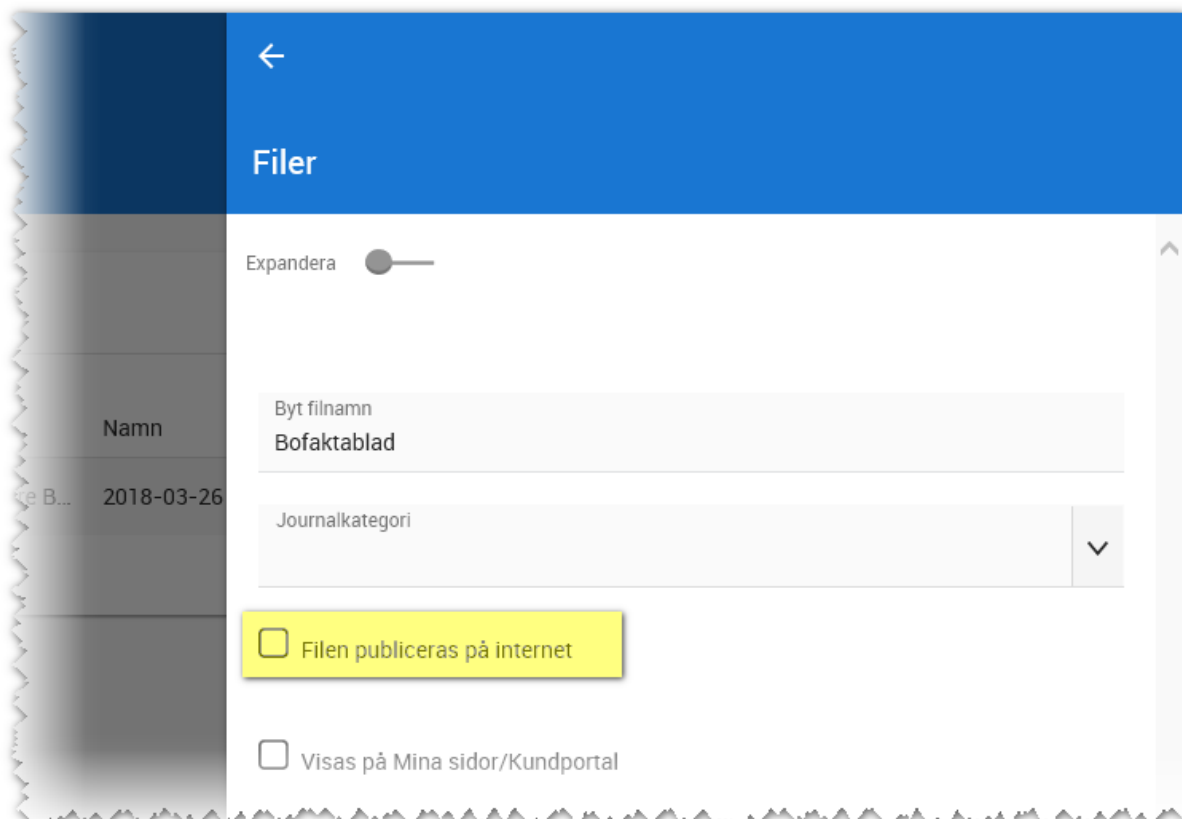 Filer
Expandera
Byt filnamn
Bofaktablad
Journalkategori
Filen publiceras på internet
Visas på Mina sidor/Kundportal
Namn
re B... 2018-03-26